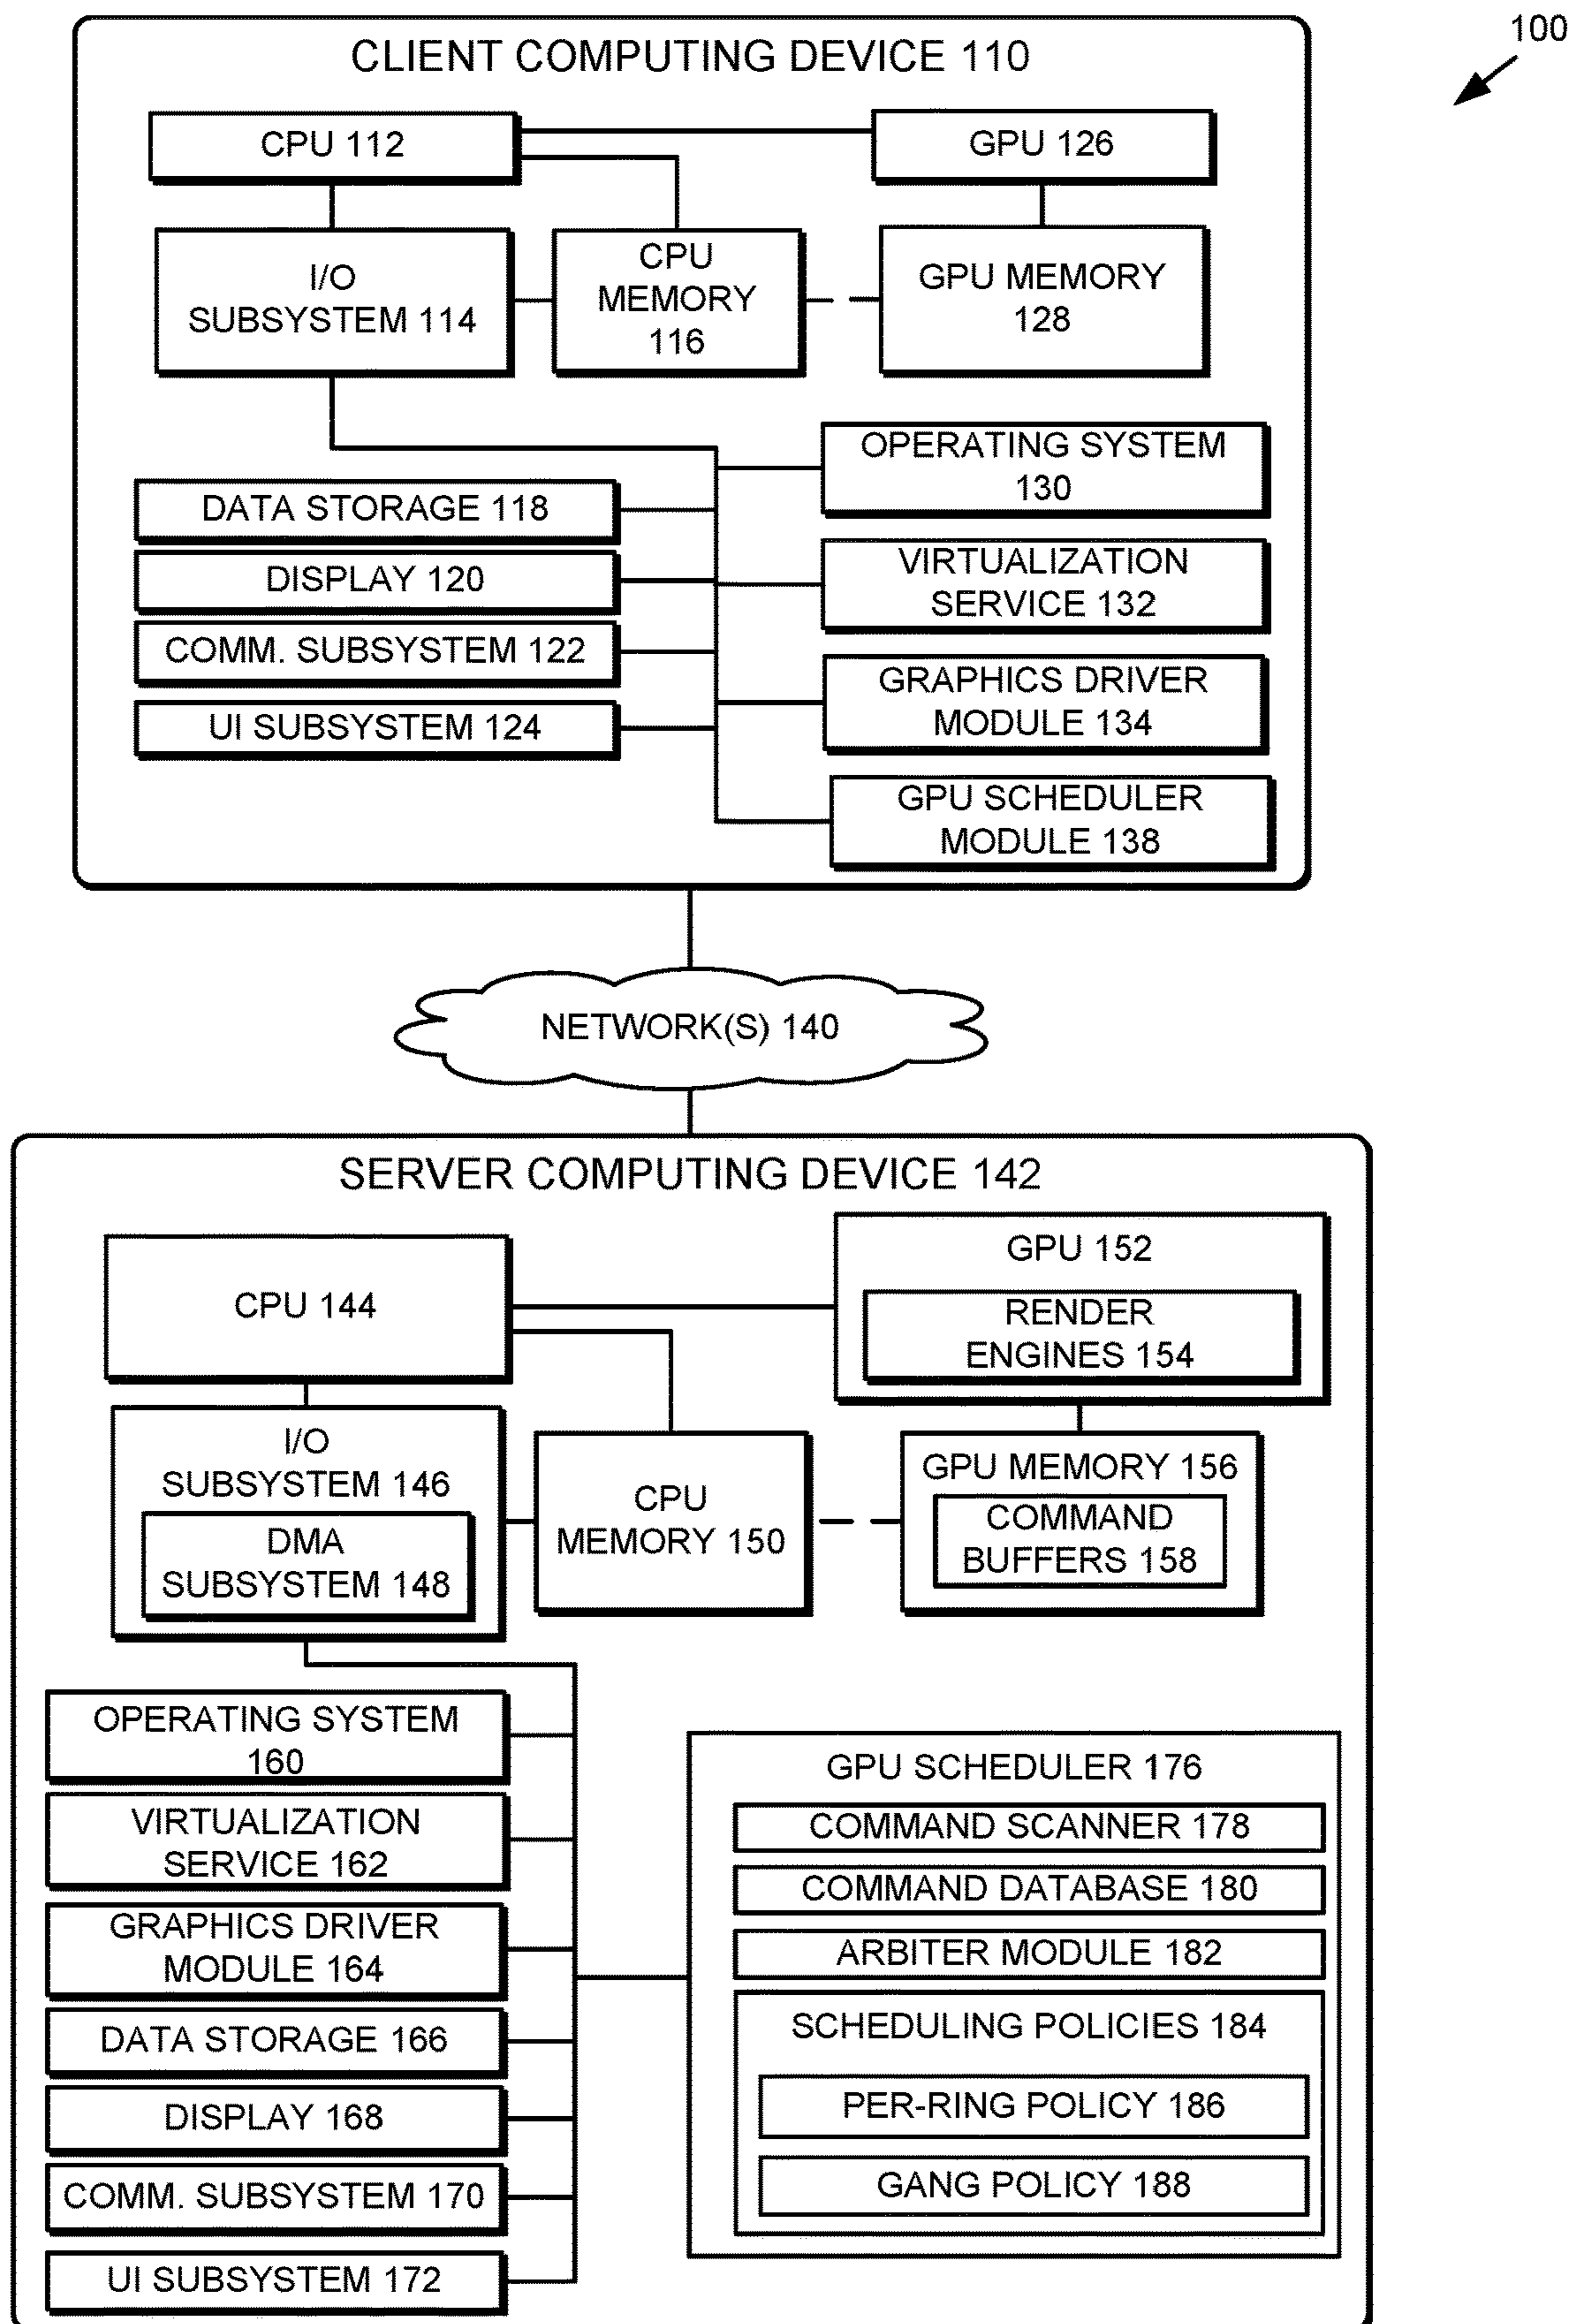 100
CLIENT COMPUTING DEVICE 110
CPU 112
GPU 126
I/O
SUBSYSTEM 114
CPU
MEMORY
116
GPU MEMORY
128
OPERATING SYSTEM
130
DATA STORAGE 118
DISPLAY 120
COMM. SUBSYSTEM 122
UI SUBSYSTEM 124
VIRTUALIZATION
SERVICE 132
GRAPHICS DRIVER
MODULE 134
GPU SCHEDULER
MODULE 138
NETWORK(S) 140
SERVER COMPUTING DEVICE 142
CPU 144
GPU 152
RENDER
ENGINES 154
I/O
SUBSYSTEM 146
DMA
SUBSYSTEM 148
CPU
MEMORY 150
GPU MEMORY 156
COMMAND
BUFFERS 158
OPERATING SYSTEM
160
VIRTUALIZATION
SERVICE 162
GRAPHICS DRIVER
MODULE 164
DATA STORAGE 166
DISPLAY 168
COMM. SUBSYSTEM 170
UI SUBSYSTEM 172
GPU SCHEDULER 176
COMMAND SCANNER 178
COMMAND DATABASE 180
ARBITER MODULE 182
SCHEDULING POLICIES 184
PER-RING POLICY 186
GANG POLICY 188